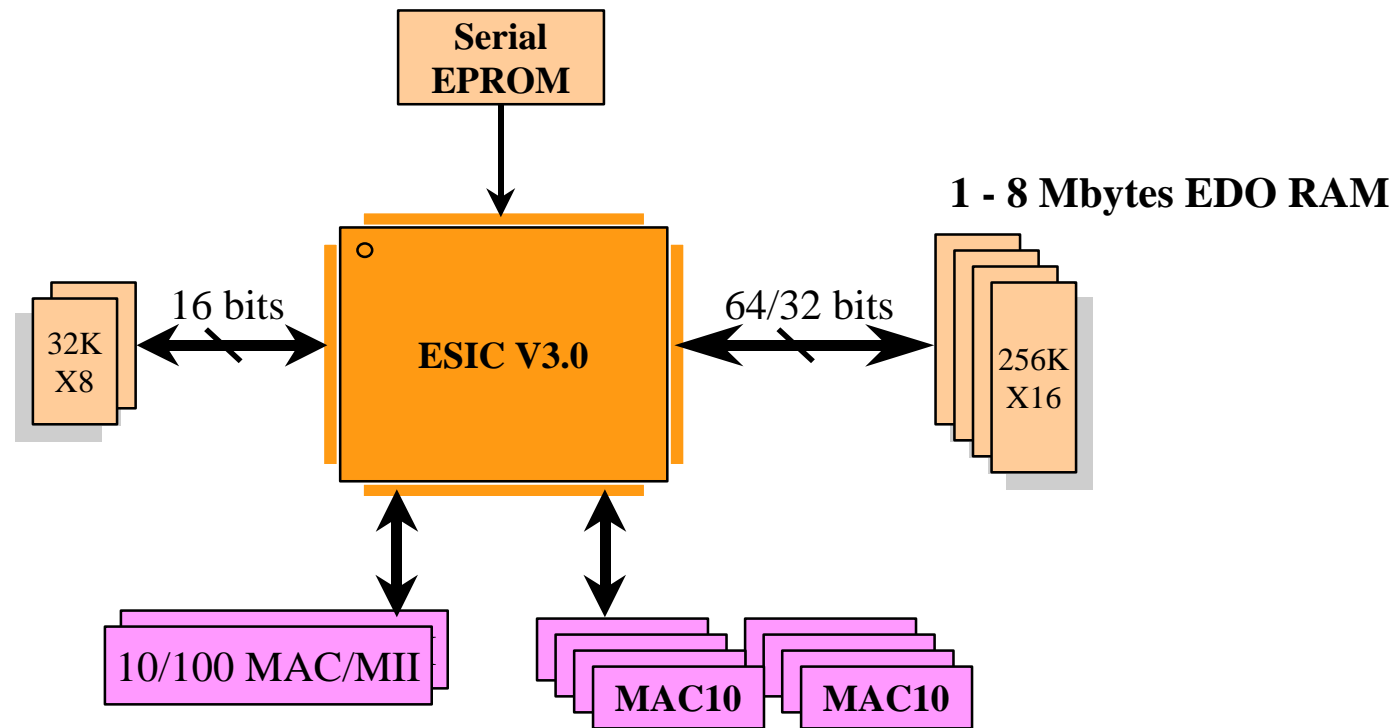 Serial
EPROM
1 - 8 Mbytes EDO RAM
16 bits
64/32 bits
32K
X8
ESIC V3.0
256K
X16
10/100 MAC/MII
MAC10
MAC10